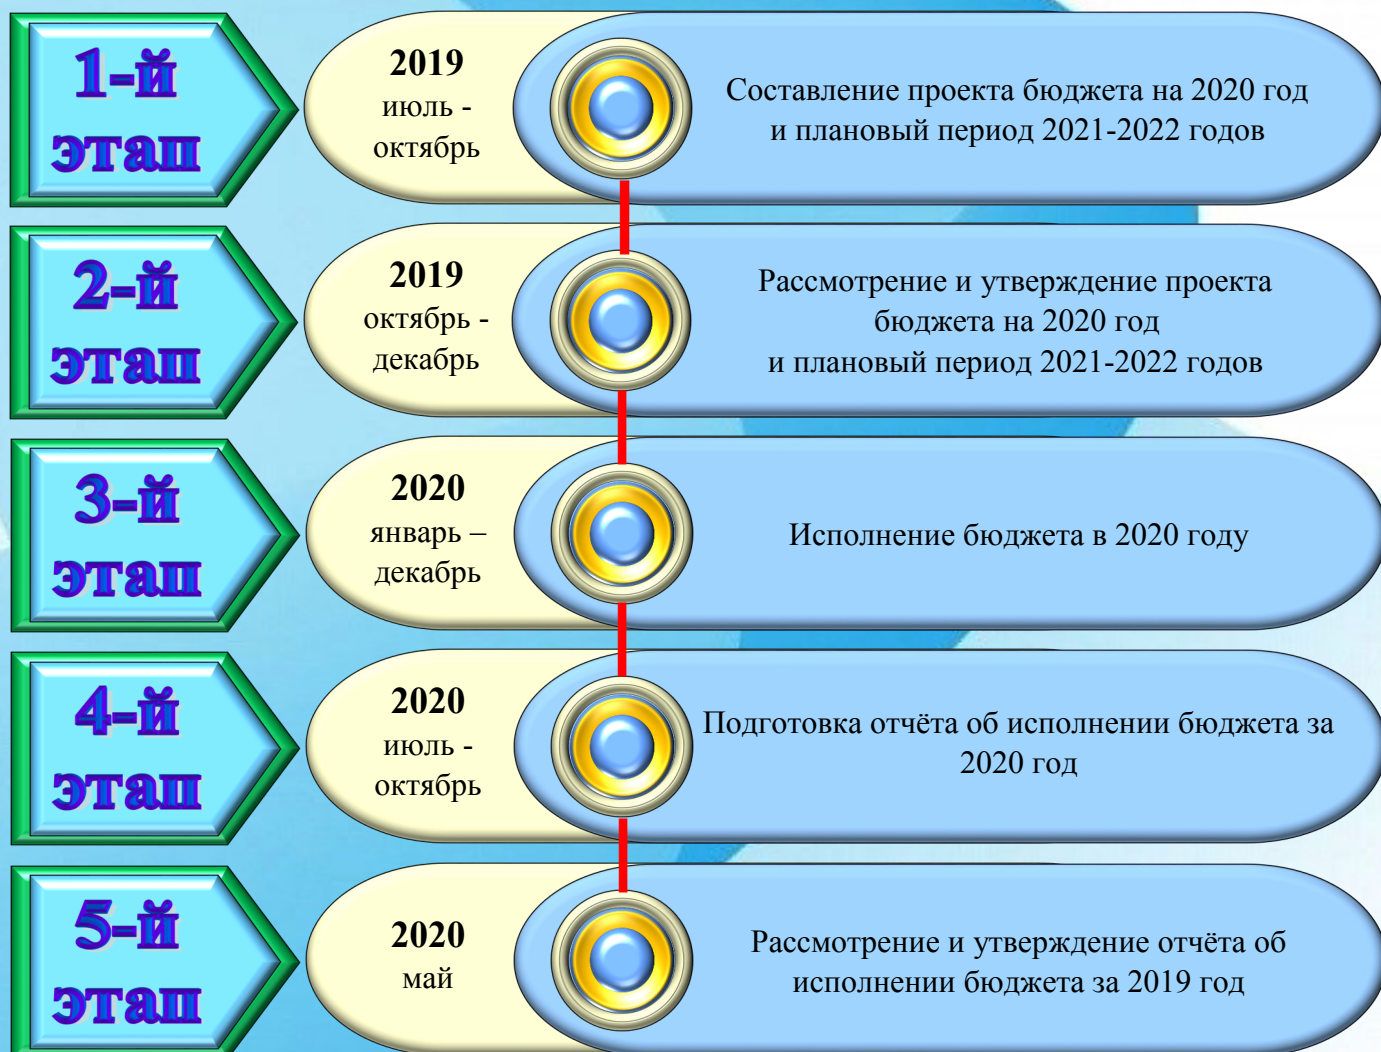 1-й
этап
2019
июль -
октябрь
Составление проекта бюджета на 2020 год
и плановый период 2021-2022 годов
2-й
этап
2019
октябрь -
декабрь
Рассмотрение и утверждение проекта
бюджета на 2020 год
и плановый период 2021-2022 годов
3-й
этап
2020
январь –
декабрь
Исполнение бюджета в 2020 году
4-й
этап
2020
июль -
октябрь
Подготовка отчёта об исполнении бюджета за
2020 год
5-й
этап
2020
май
Рассмотрение и утверждение отчёта об
исполнении бюджета за 2019 год